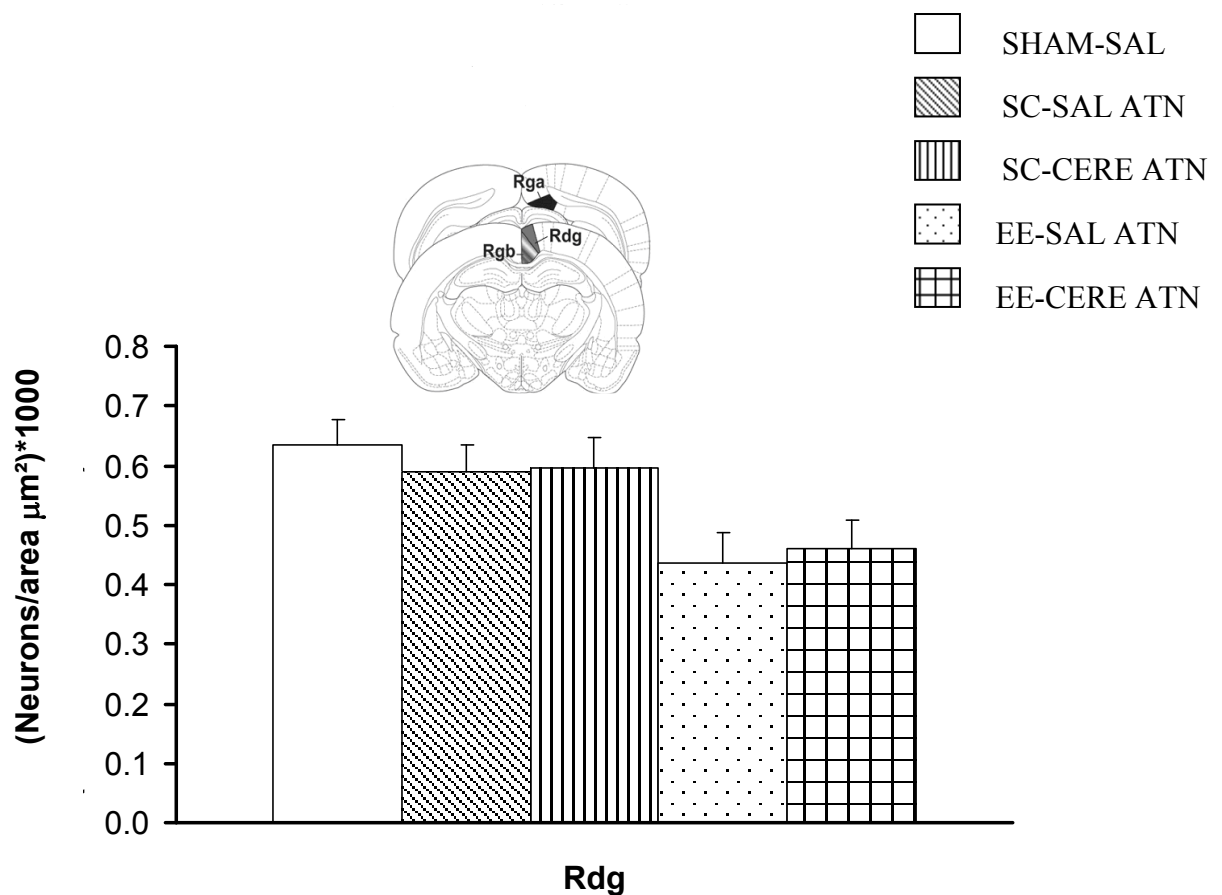 SHAM-SAL
SC-SAL ATN
SC-CERE ATN
EE-SAL ATN
EE-CERE ATN
Rga
Rdg
Rgb
(Neurons/area μm²)*1000
0.8
0.7
0.6
0.5
0.4
0.3
0.2
0.1
0.0
Rdg